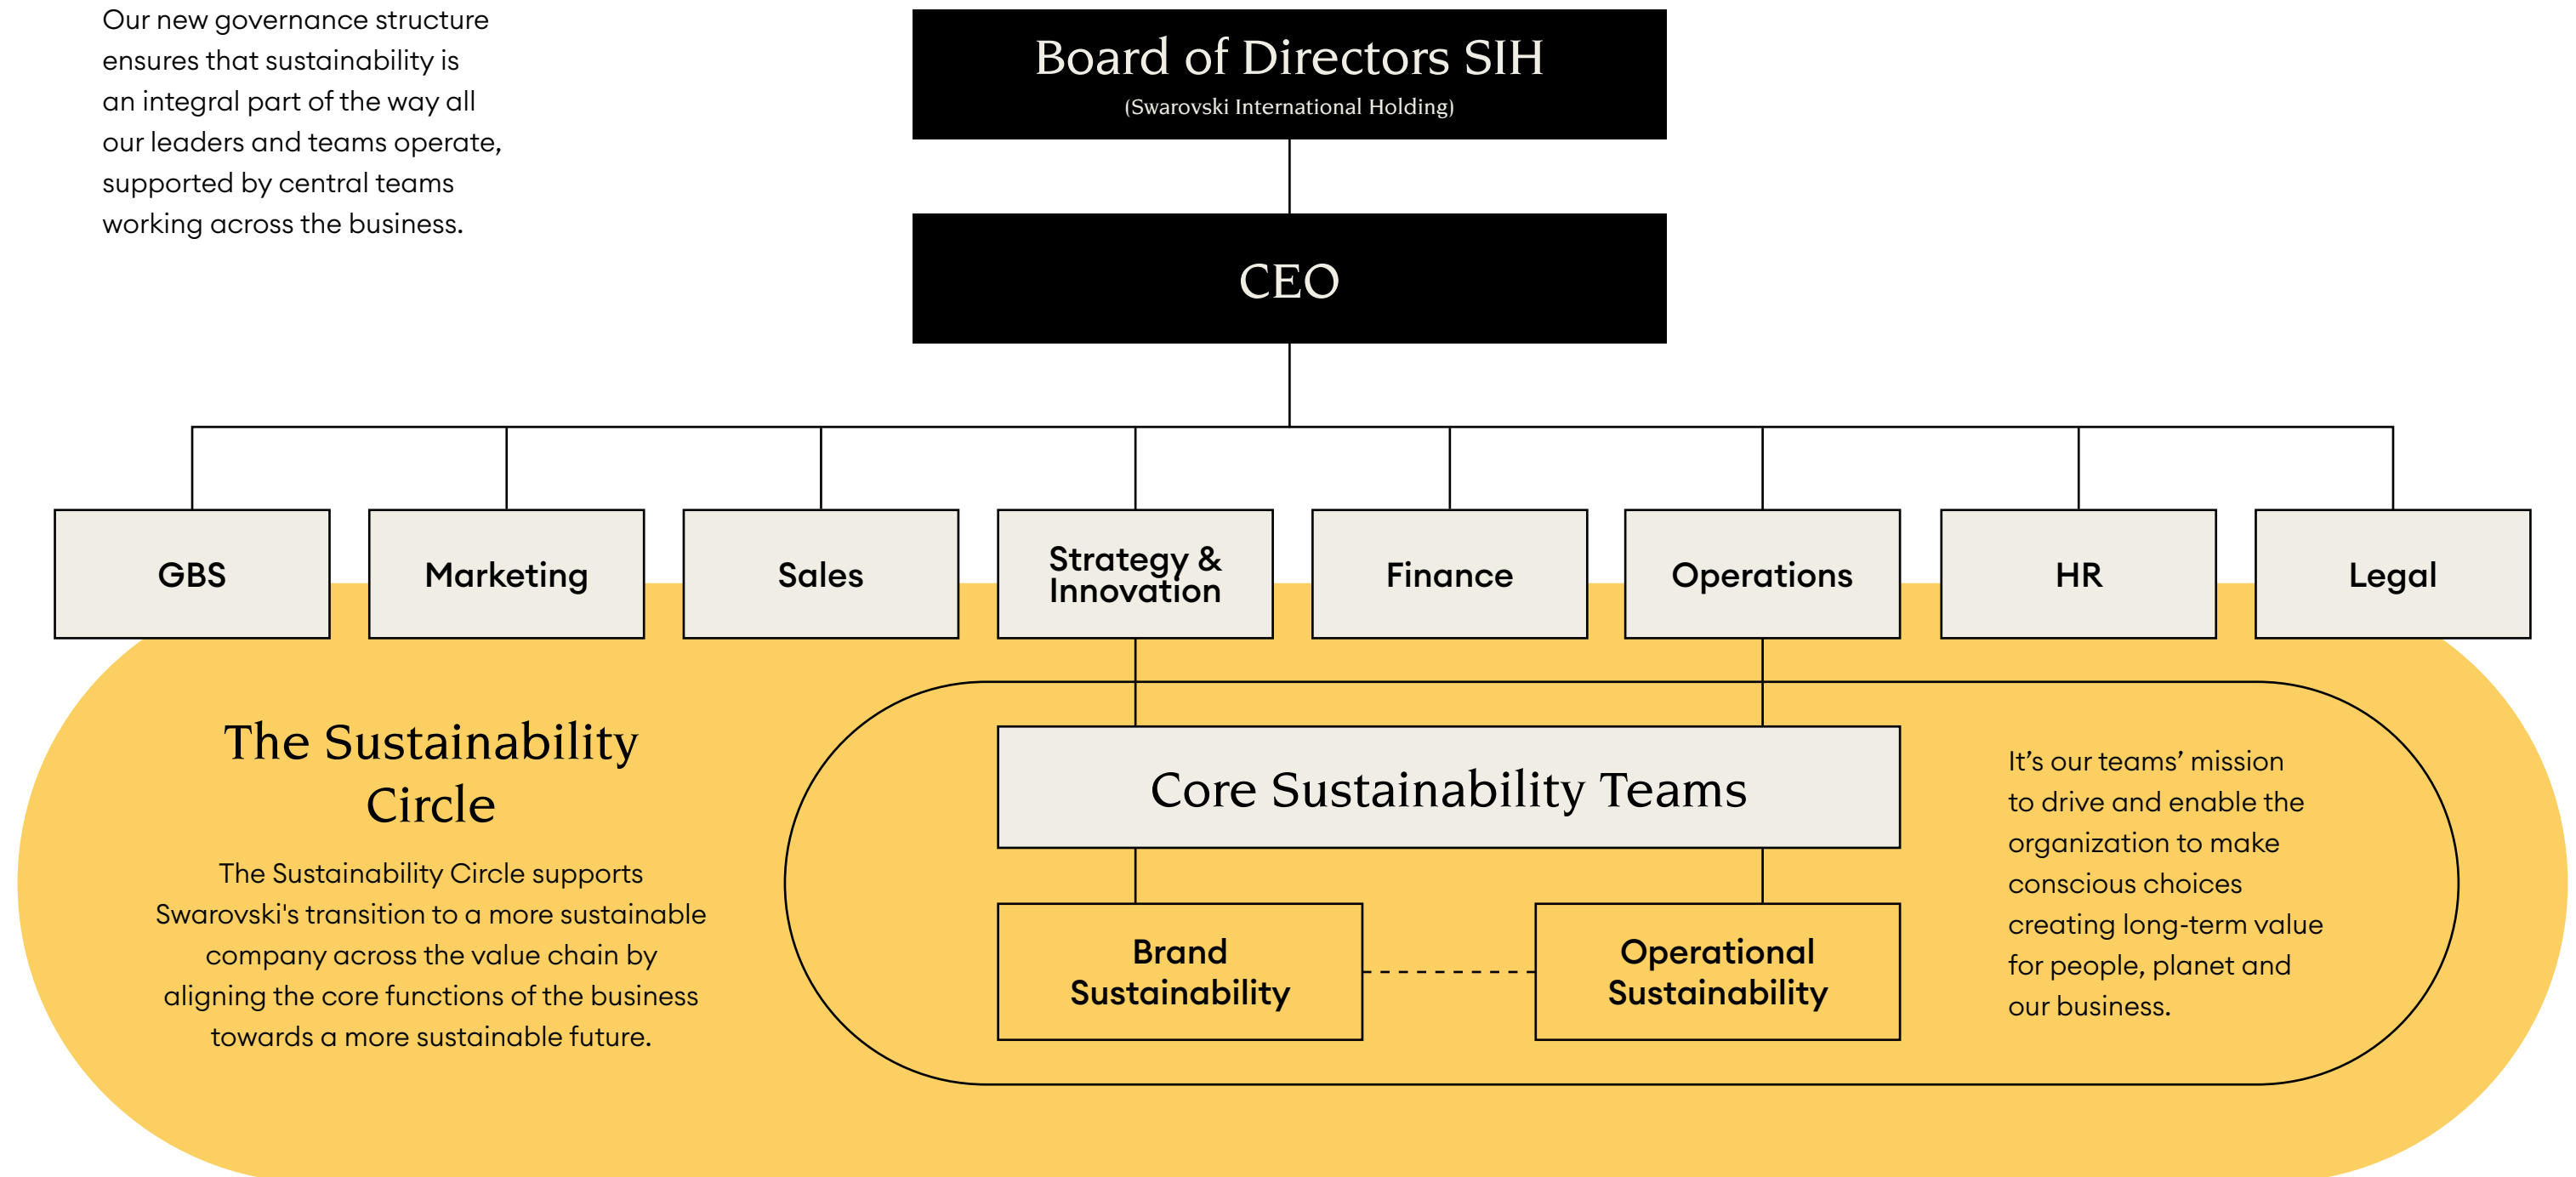 Our new governance structure
ensures that sustainability is
an integral part of the way all
our leaders and teams operate,
supported by central teams
working across the business.
Board of Directors SIH
(Swarovski International Holding)
CEO
GBS
Marketing
Sales
Strategy &
Innovation
Finance
Operations
HR
Legal
The Sustainability
Circle
The Sustainability Circle supports
Swarovski's transition to a more sustainable
company across the value chain by
aligning the core functions of the business
towards a more sustainable future.
Core Sustainability Teams
Brand
Sustainability
Operational
Sustainability
It’s our teams’ mission
to drive and enable the
organization to make
conscious choices
creating long-term value
for people, planet and
our business.